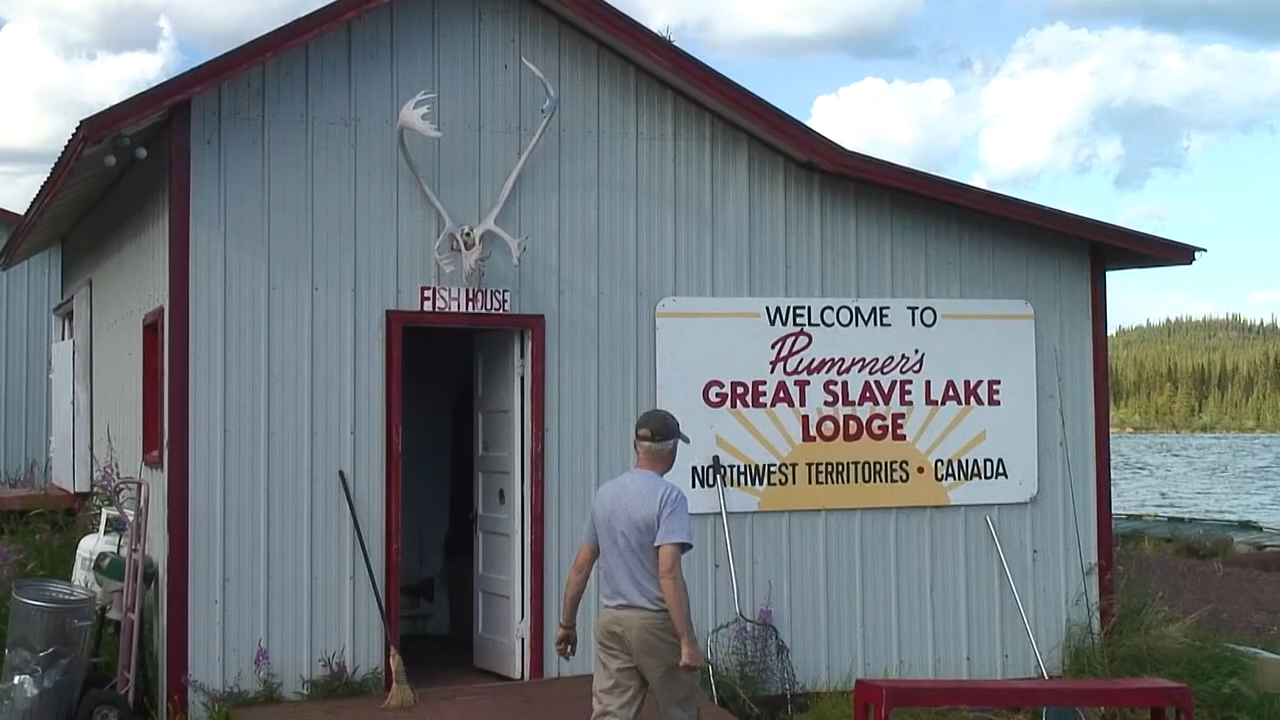 FISH HOUSE
WELCOME TO
Plummer's
GREAT SLAVE LAKE
LODGE
NORTHWEST TERRITORIES • CANADA